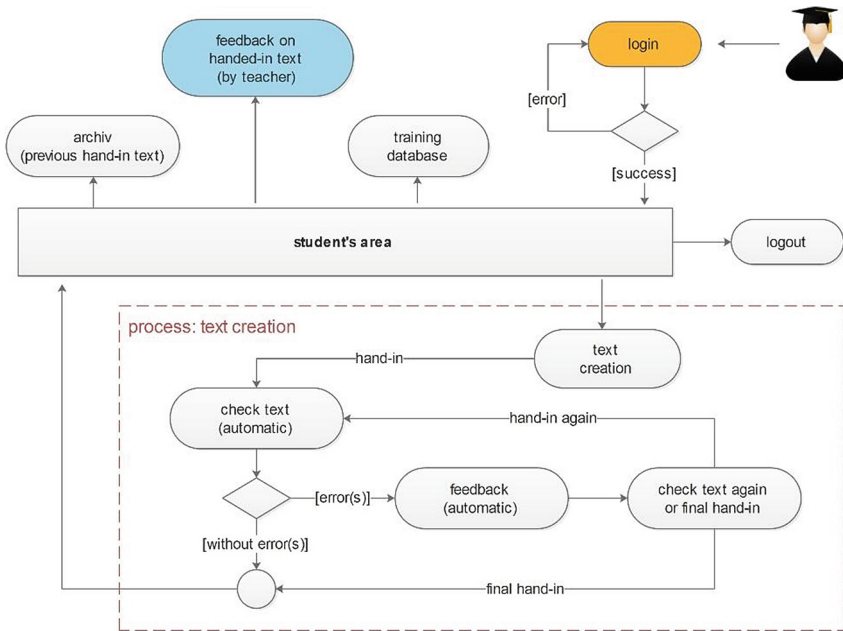 feedback on
handed-in text
(by teacher)
login
[error]
archiv
(previous hand-in text)
training
database
[success]
student's area
logout
process: text creation
text
creation
hand-in
check text
(automatic)
hand-in again
[error(s)]
feedback
(automatic)
check text again
or final hand-in
[without error(s)]
final hand-in